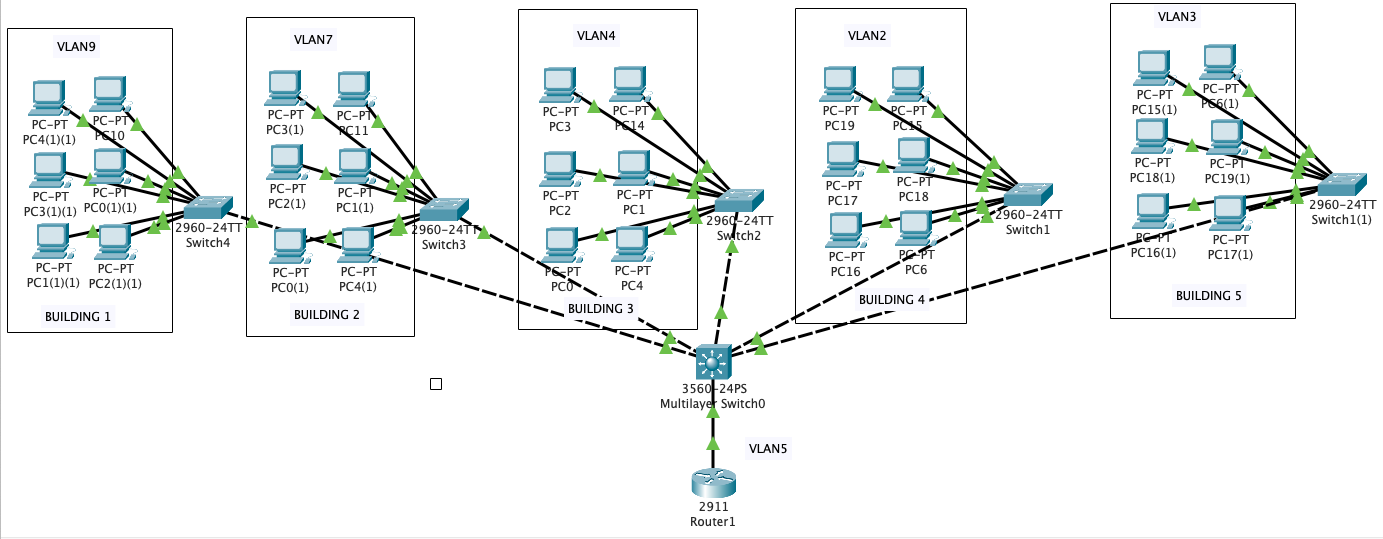 VLAN9
PC-PT
PC4(1)(1)
PC-PT
PC10
PC-PT
PC3(1)(1)
PC-PT
PC0(1)(1)
PC-PT
PC1(1)(1)
PC-PT
PC2(1)(1)
2960-24TT
Switch4
BUILDING 1
VLAN7
PC-PT
PC3(1)
PC-PT
PC11
PC-PT
PC2(1)
PC-PT
PC1(1)
PC-PT
PC0(1)
PC-PT
PC4(1)
2960-24TT
Switch3
BUILDING 2
VLAN4
PC-PT
PC3
PC-PT
PC14
PC-PT
PC2
PC-PT
PC1
PC-PT
PC0
PC-PT
PC4
2960-24TT
Switch2
BUILDING 3
VLAN2
PC-PT
PC19
PC-PT
PC15
PC-PT
PC17
PC-PT
PC18
PC-PT
PC16
PC-PT
PC6
2960-24TT
Switch1
BUILDING 4
VLAN3
PC-PT
PC15(1)
PC-PT
PC6(1)
PC-PT
PC18(1)
PC-PT
PC19(1)
PC-PT
PC16(1)
PC-PT
PC17(1)
2960-24TT
Switch1(1)
BUILDING 5
3560-24PS
Multilayer Switch0
VLAN5
2911
Router1